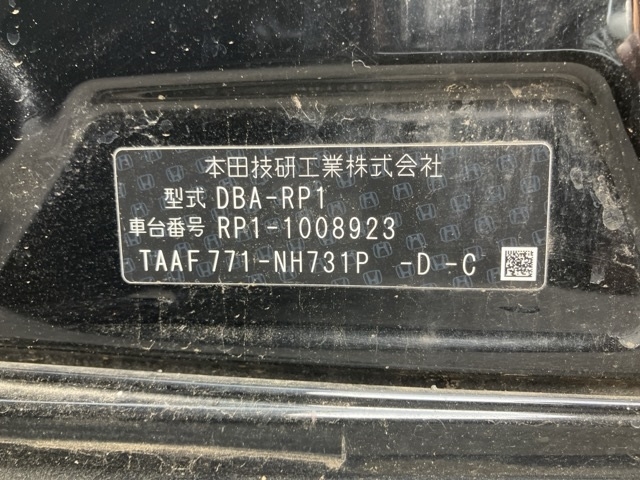 本田技研工業株式会社
型式 DBA-RP1
車台番号 RP1-1008923
TAAF771-NH731P -D -C